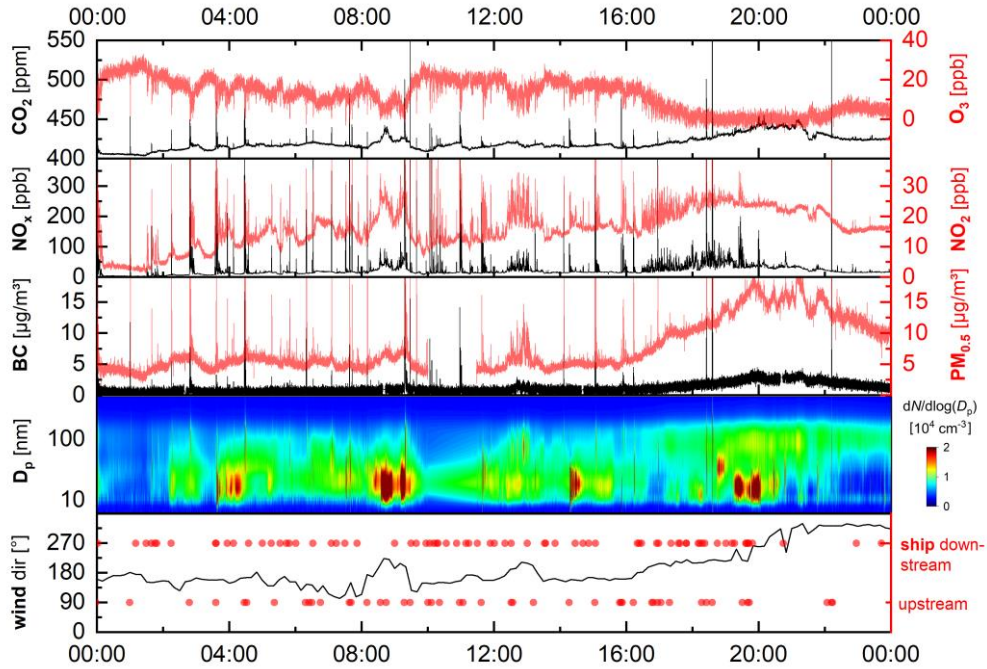 00:00 04:00 08:00 12:00 16:00 20:00 00:00
550 40
500 20
450 0
400
CO₂ [ppm]
O₃ [ppb]
300 30
200 20
100 10
0 0
NOₓ [ppb]
NO₂ [ppb]
15 15
10 10
5 5
0 0
BC [µg/m³]
PM₀.₅ [µg/m³]
100
10
Dₚ [nm]
dN/dlog(Dₚ)
[10⁴ cm⁻³]
2
1
0
270
180
90
0
wind dir [°]
ship down-
stream
upstream
00:00 04:00 08:00 12:00 16:00 20:00 00:00